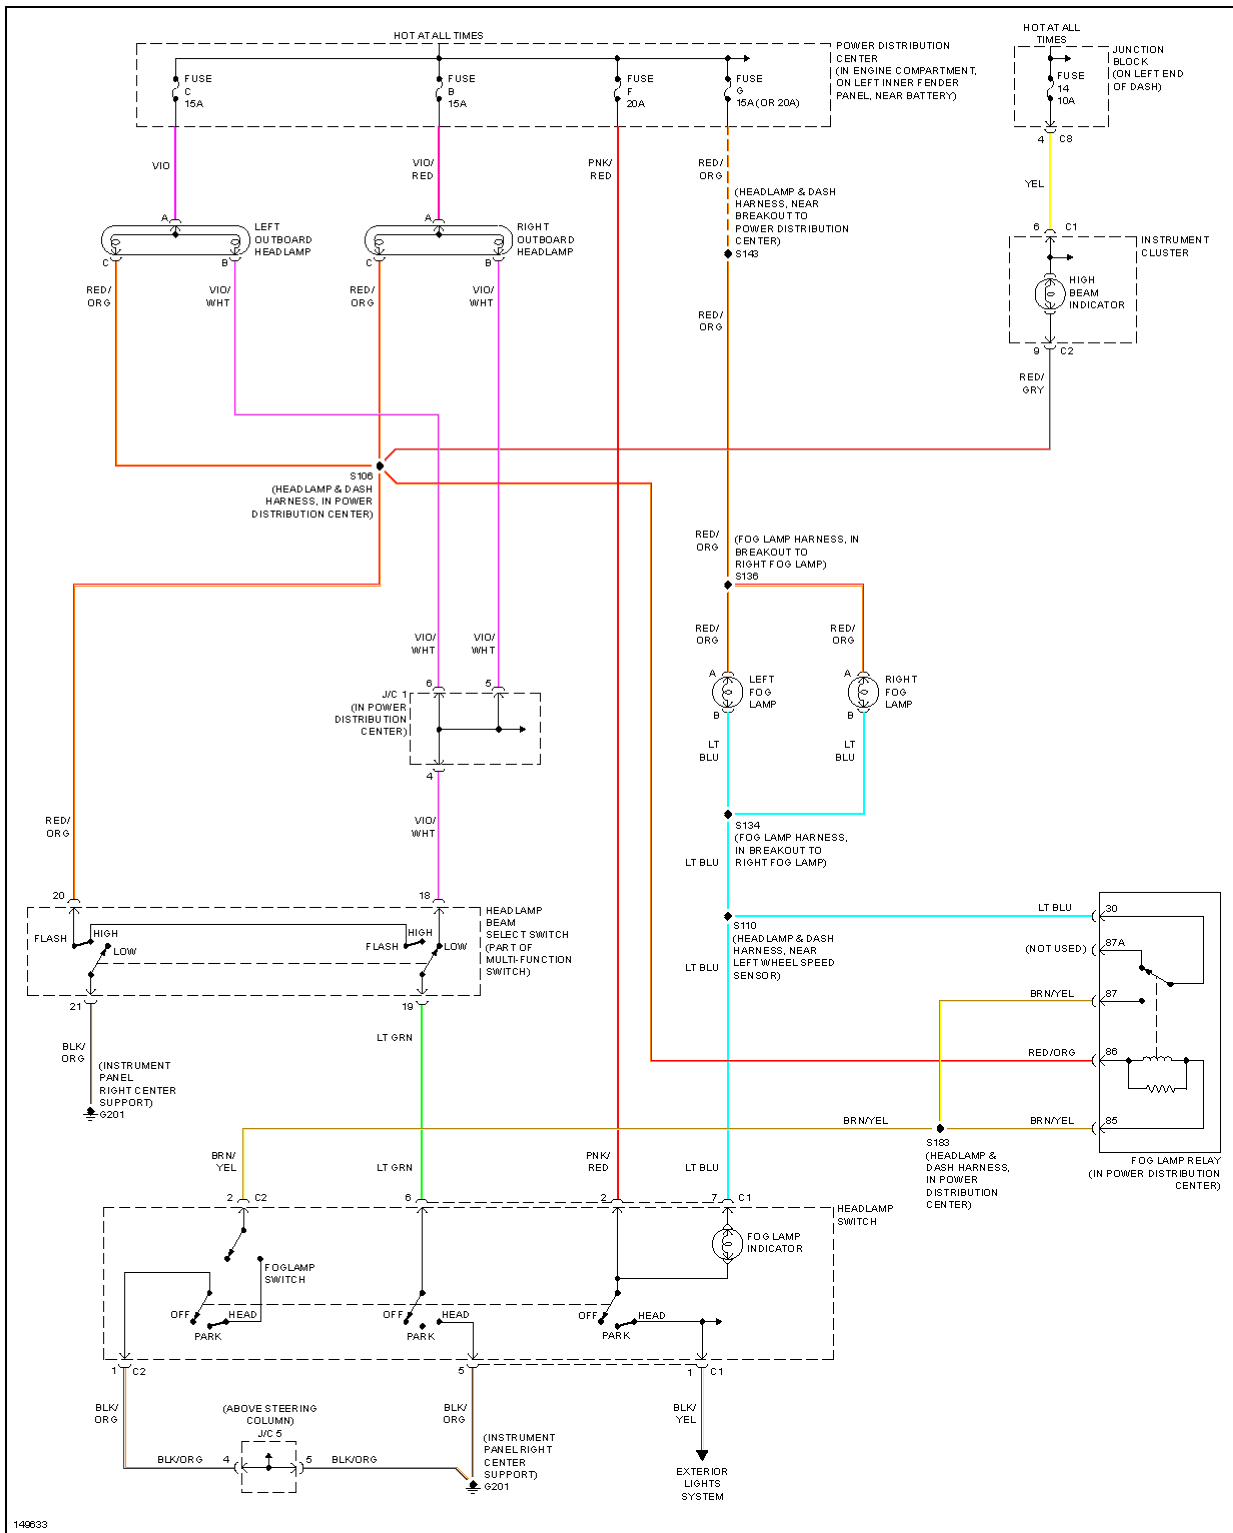 HOT AT ALL TIMES
POWER DISTRIBUTION
CENTER
(IN ENGINE COMPARTMENT,
ON LEFT INNER FENDER
PANEL, NEAR BATTERY)
FUSE
C
15A
FUSE
B
15A
FUSE
F
20A
FUSE
G
15A (OR 20A)
HOT AT ALL
TIMES
JUNCTION
BLOCK
(ON LEFT END
OF DASH)
FUSE
14
10A
4 C8
VIO
VIO/
RED
PNK/
RED
RED/
ORG
YEL
(HEADLAMP & DASH
HARNESS, NEAR
BREAKOUT TO
POWER DISTRIBUTION
CENTER)
S143
A
LEFT
OUTBOARD
HEADLAMP
C
B
A
RIGHT
OUTBOARD
HEADLAMP
C
B
6 C1
INSTRUMENT
CLUSTER
HIGH
BEAM
INDICATOR
9 C2
RED/
ORG
VIO/
WHT
RED/
ORG
VIO/
WHT
RED/
ORG
RED/
GRY
S106
(HEADLAMP & DASH
HARNESS, IN POWER
DISTRIBUTION CENTER)
RED/
ORG
(FOG LAMP HARNESS, IN
BREAKOUT TO
RIGHT FOG LAMP)
S136
VIO/
WHT
VIO/
WHT
RED/
ORG
RED/
ORG
6
5
J/C 1
(IN POWER
DISTRIBUTION
CENTER)
4
A
LEFT
FOG
LAMP
B
A
RIGHT
FOG
LAMP
B
LT
BLU
LT
BLU
RED/
ORG
VIO/
WHT
S134
(FOG LAMP HARNESS,
IN BREAKOUT TO
RIGHT FOG LAMP)
LT BLU
20
18
HEADLAMP
BEAM
SELECT SWITCH
(PART OF
MULTI-FUNCTION
SWITCH)
FLASH
HIGH
LOW
FLASH
HIGH
LOW
21
19
S110
(HEADLAMP & DASH
HARNESS, NEAR
LEFT WHEEL SPEED
SENSOR)
LT BLU
LT BLU
30
(NOT USED)
87A
BRN/YEL
87
RED/ORG
86
BRN/YEL
85
FOG LAMP RELAY
(IN POWER DISTRIBUTION
CENTER)
BLK/
ORG
(INSTRUMENT
PANEL
RIGHT CENTER
SUPPORT)
G201
LT GRN
BRN/YEL
S183
(HEADLAMP &
DASH HARNESS,
IN POWER
DISTRIBUTION
CENTER)
BRN/
YEL
LT GRN
PNK/
RED
LT BLU
2 C2
6
2
7 C1
HEADLAMP
SWITCH
FOG LAMP
INDICATOR
FOGLAMP
SWITCH
OFF
HEAD
PARK
OFF
HEAD
PARK
OFF
HEAD
PARK
1 C2
5
1 C1
BLK/
ORG
(ABOVE STEERING
COLUMN)
J/C 5
BLK/
ORG
BLK/
YEL
BLK/ORG
4
5
BLK/ORG
(INSTRUMENT
PANEL RIGHT
CENTER
SUPPORT)
G201
EXTERIOR
LIGHTS
SYSTEM
149633